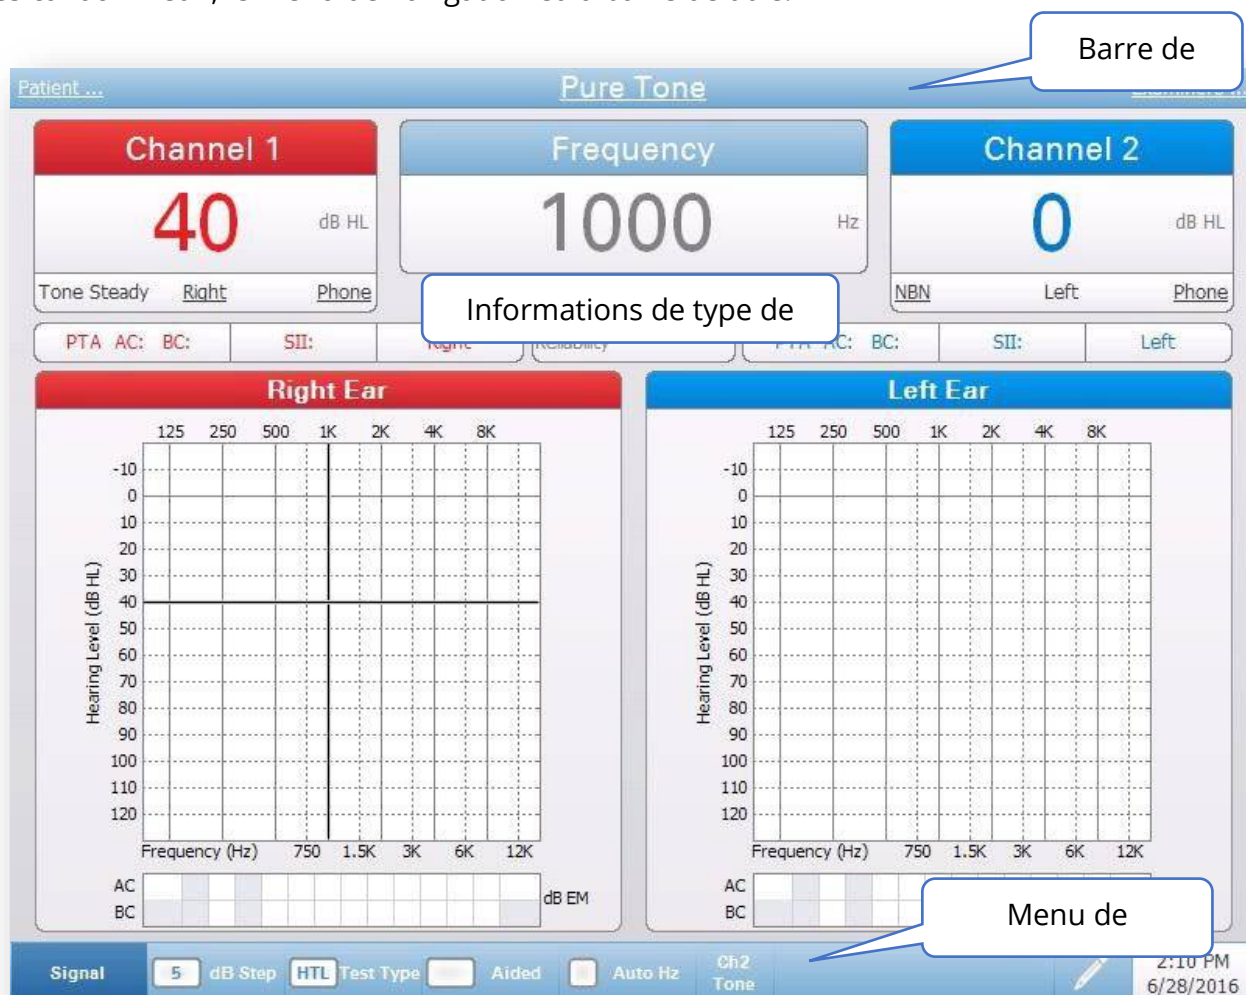 Barre de
Patient ...
Pure Tone
Channel 1
Frequency
Channel 2
40 dB HL
1000 Hz
0 dB HL
Tone Steady Right Phone
NBN Left Phone
Informations de type de
PTA AC: BC: SII: Right
Reliability
PTA AC: BC: SII: Left
Right Ear
125 250 500 1K 2K 4K 8K
-10
0
10
20
30
40
50
60
70
80
90
100
110
120
Hearing Level (dB HL)
Frequency (Hz) 750 1.5K 3K 6K 12K
AC
BC
dB EM
Left Ear
125 250 500 1K 2K 4K 8K
-10
0
10
20
30
40
50
60
70
80
90
100
110
120
Hearing Level (dB HL)
Frequency (Hz) 750 1.5K 3K 6K 12K
AC
BC
Menu de
Signal 5 dB Step HTL Test Type Aided Auto Hz Ch2
Tone
2:10 PM
6/28/2016